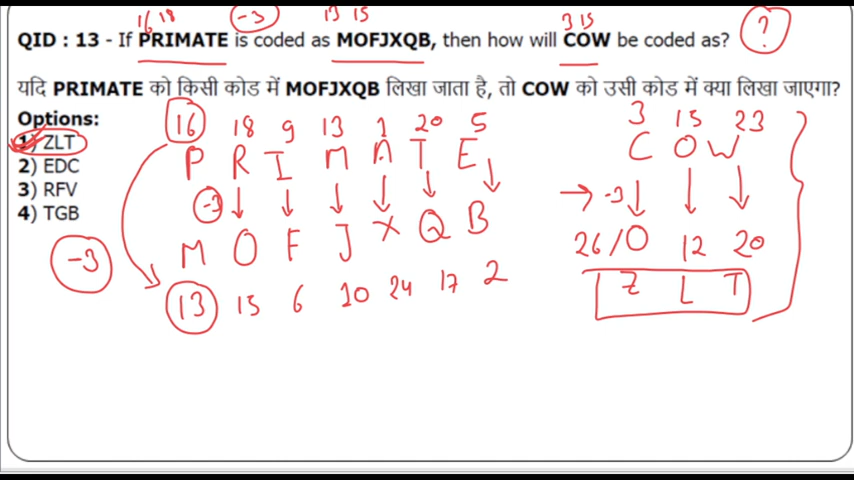 16 18 -3 13 15 3 15
QID : 13 - If PRIMATE is coded as MOFJXQB, then how will COW be coded as? ?
यदि PRIMATE को किसी कोड में MOFJXQB लिखा जाता है, तो COW को उसी कोड में क्या लिखा जाएगा?
Options:
1) ZLT
2) EDC
3) RFV
4) TGB
16 18 9 13 1 20 5
P R I M A T E
-3
M O F J X Q B
13 15 6 10 24 17 2
-3
3 15 23
C O W
-3
26/0 12 20
Z L T